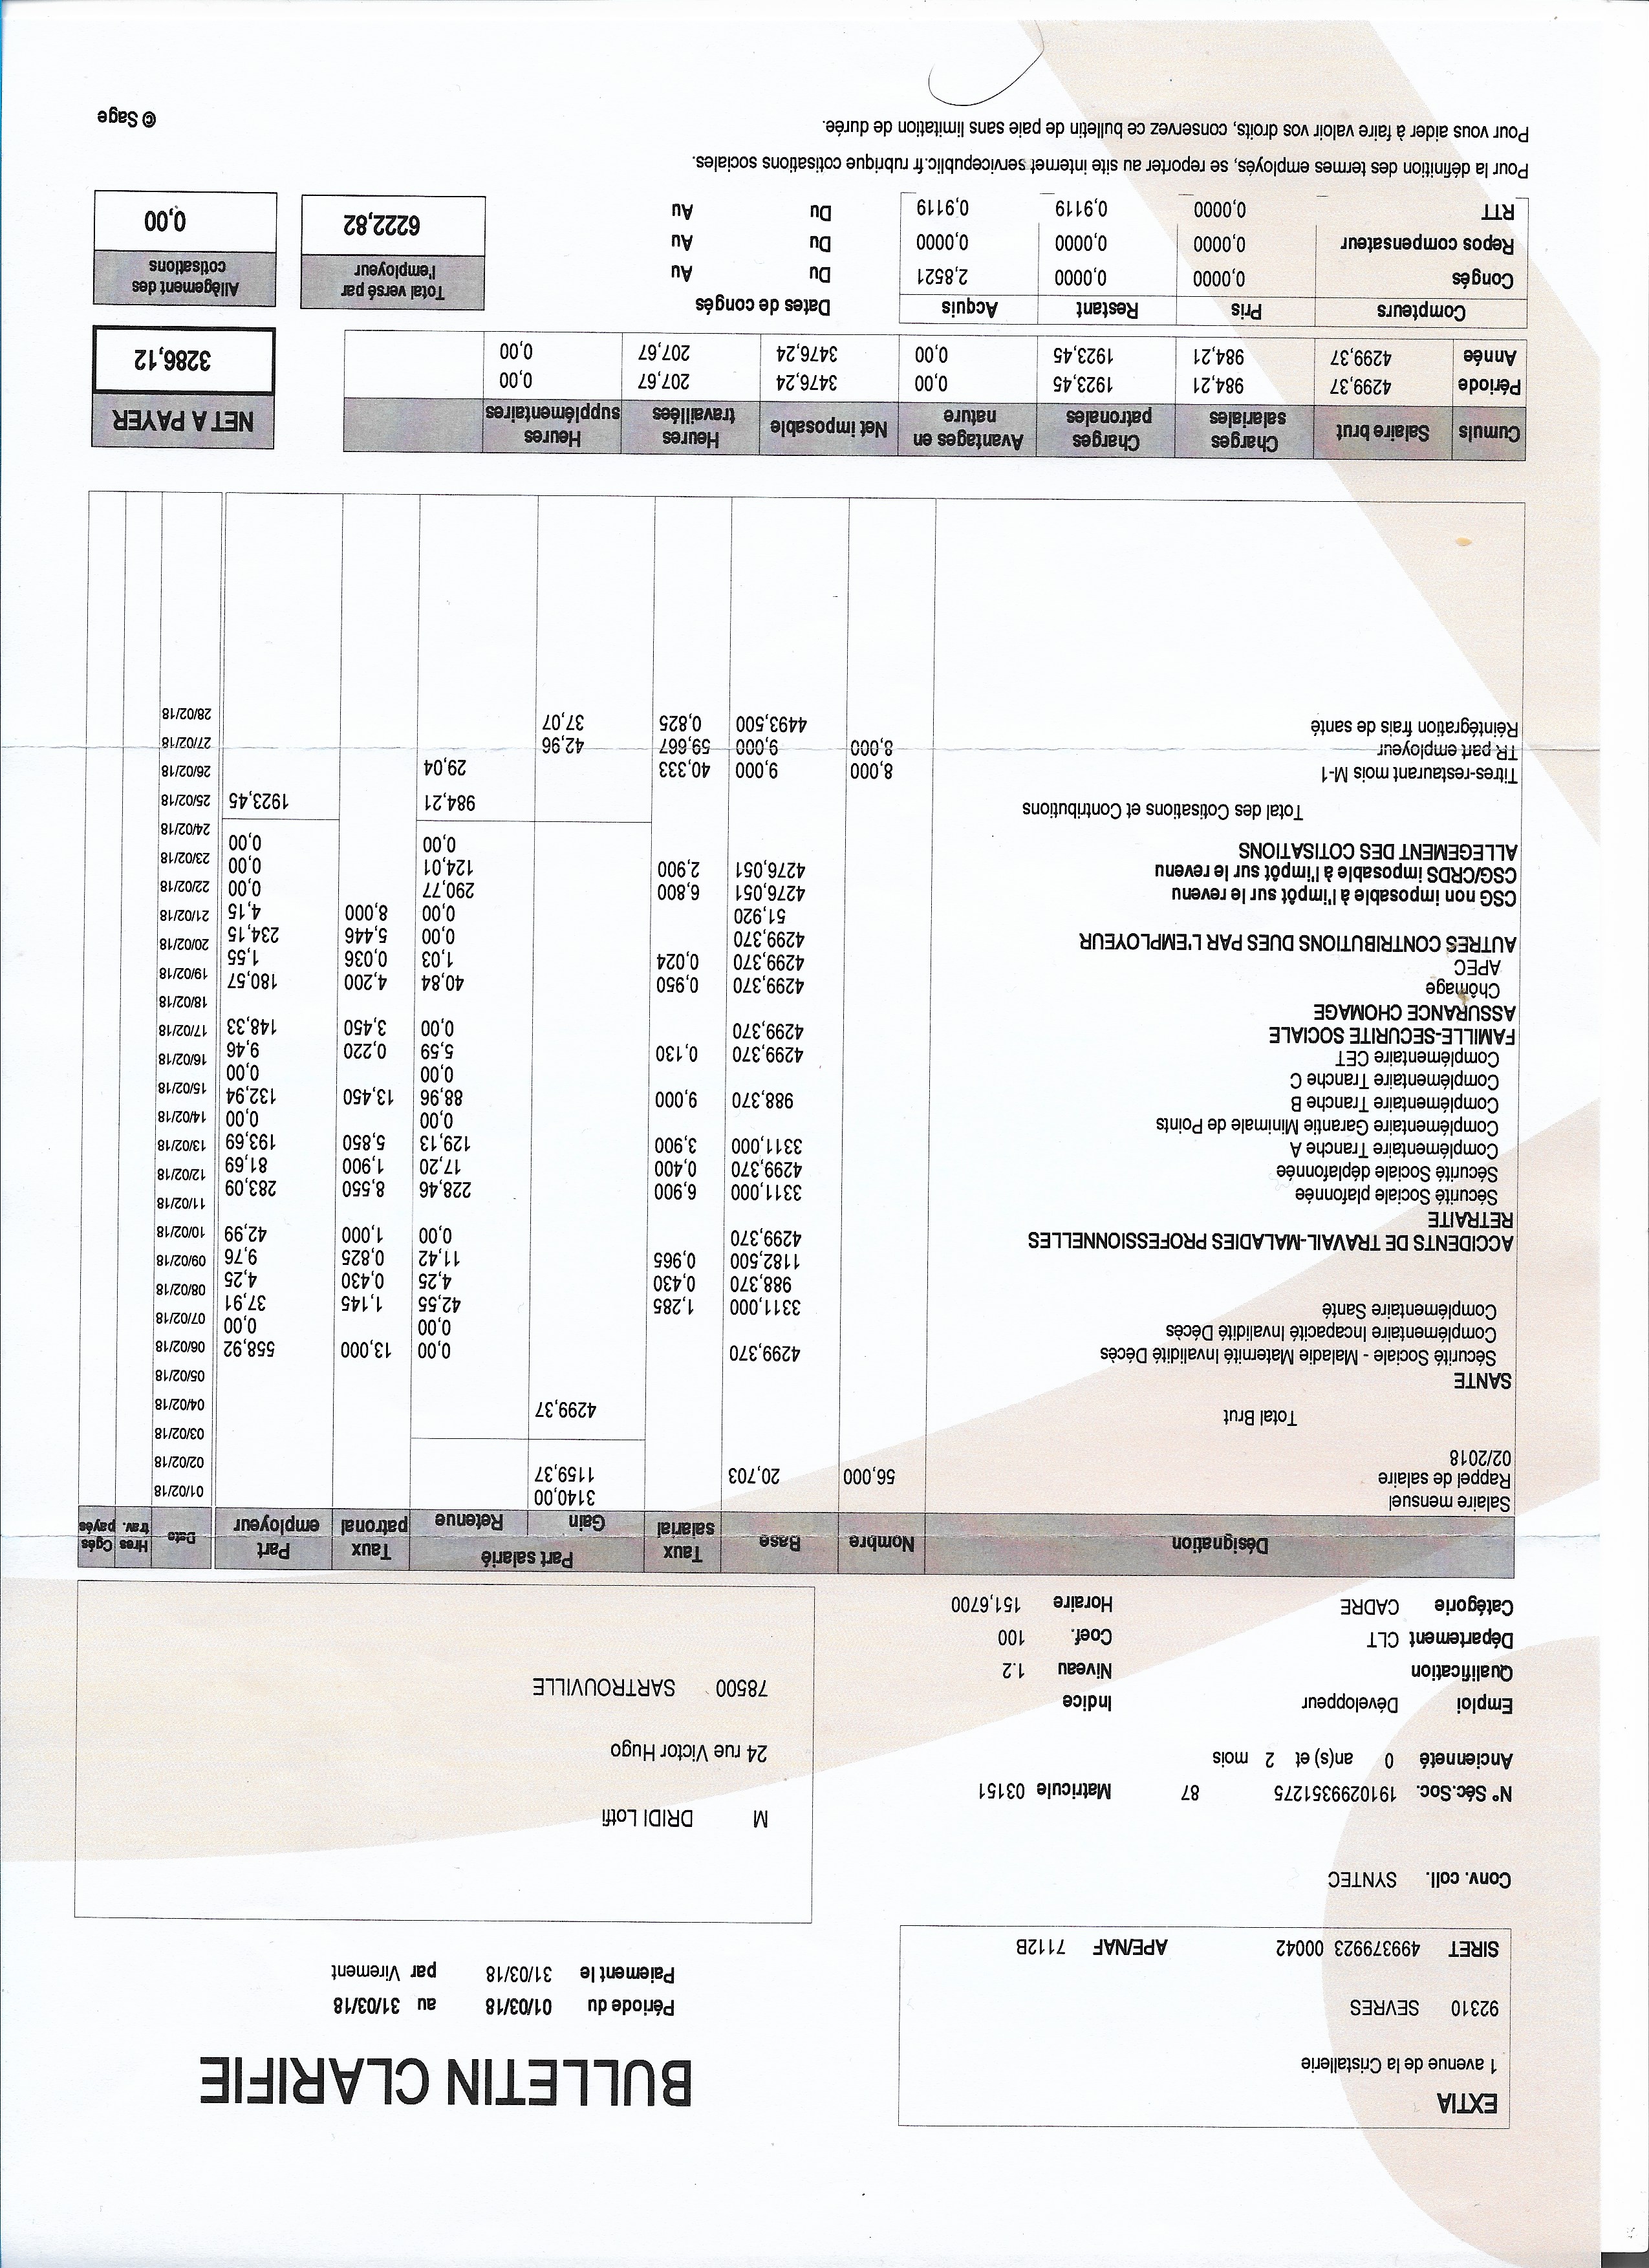 EXTIA
1 avenue de la Cristallerie
92310 SEVRES
SIRET 499379923 00042 APE/NAF 7112B
BULLETIN CLARIFIE
Période du 01/03/18 au 31/03/18
Paiement le 31/03/18 par Virement
Conv. coll. SYNTEC
N° Séc.Soc. 1910299351275 87 Matricule 03151
Ancienneté 0 an(s) et 2 mois
Emploi Développeur Indice
Qualification Niveau 1.2
Département CLT Coef. 100
Catégorie CADRE Horaire 151,6700
M DRIDI Lotfi
24 rue Victor Hugo
78500 SARTROUVILLE
Désignation Nombre Base Taux salarial Part salarié Gain Retenue Taux patronal Part employeur Date Hres trav. Cgés payés
Salaire mensuel 3140,00 01/02/18
Rappel de salaire 56,000 20,703 1159,37 02/02/18
02/2018
03/02/18
Total Brut 4299,37 04/02/18
SANTE 05/02/18
Sécurité Sociale - Maladie Maternité Invalidité Décès 4299,370 0,00 13,000 558,92 06/02/18
Complémentaire Incapacité Invalidité Décès 0,00 0,00 07/02/18
Complémentaire Santé 3311,000 1,285 42,55 1,145 37,91
988,370 0,430 4,25 0,430 4,25 08/02/18
1182,500 0,965 11,42 0,825 9,76 09/02/18
ACCIDENTS DE TRAVAIL-MALADIES PROFESSIONNELLES 4299,370 0,00 1,000 42,99 10/02/18
RETRAITE 11/02/18
Sécurité Sociale plafonnée 3311,000 6,900 228,46 8,550 283,09
Sécurité Sociale déplafonnée 4299,370 0,400 17,20 1,900 81,69 12/02/18
Complémentaire Tranche A 3311,000 3,900 129,13 5,850 193,69 13/02/18
Complémentaire Garantie Minimale de Points 0,00 0,00 14/02/18
Complémentaire Tranche B 988,370 9,000 88,96 13,450 132,94 15/02/18
Complémentaire Tranche C 0,00 0,00
Complémentaire CET 4299,370 0,130 5,59 0,220 9,46 16/02/18
FAMILLE-SECURITE SOCIALE 4299,370 0,00 3,450 148,33 17/02/18
ASSURANCE CHOMAGE 18/02/18
Chômage 4299,370 0,950 40,84 4,200 180,57 19/02/18
APEC 4299,370 0,024 1,03 0,036 1,55
AUTRES CONTRIBUTIONS DUES PAR L'EMPLOYEUR 4299,370 0,00 5,446 234,15 20/02/18
51,920 0,00 8,000 4,15 21/02/18
CSG non imposable à l'impôt sur le revenu 4276,051 6,800 290,77 0,00 22/02/18
CSG/CRDS imposable à l'impôt sur le revenu 4276,051 2,900 124,01 0,00 23/02/18
ALLEGEMENT DES COTISATIONS 0,00 0,00
24/02/18
Total des Cotisations et Contributions 984,21 1923,45 25/02/18
Titres-restaurant mois M-1 8,000 9,000 40,333 29,04 26/02/18
TR part employeur 8,000 9,000 59,667 42,96 27/02/18
Réintégration frais de santé 4493,500 0,825 37,07 28/02/18
Cumuls Salaire brut Charges salariales Charges patronales Avantages en nature Net imposable Heures travaillées Heures supplémentaires
Période 4299,37 984,21 1923,45 0,00 3476,24 207,67 0,00
Année 4299,37 984,21 1923,45 0,00 3476,24 207,67 0,00
NET A PAYER
3286,12
Compteurs Pris Restant Acquis Dates de congés
Congés 0,0000 0,0000 2,8521 Du Au
Repos compensateur 0,0000 0,0000 0,0000 Du Au
RTT 0,0000 0,9119 0,9119 Du Au
Total versé par l'employeur
6222,82
Allègement des cotisations
0,00
Pour la définition des termes employés, se reporter au site internet servicepublic.fr rubrique cotisations sociales.
Pour vous aider à faire valoir vos droits, conservez ce bulletin de paie sans limitation de durée.
© Sage